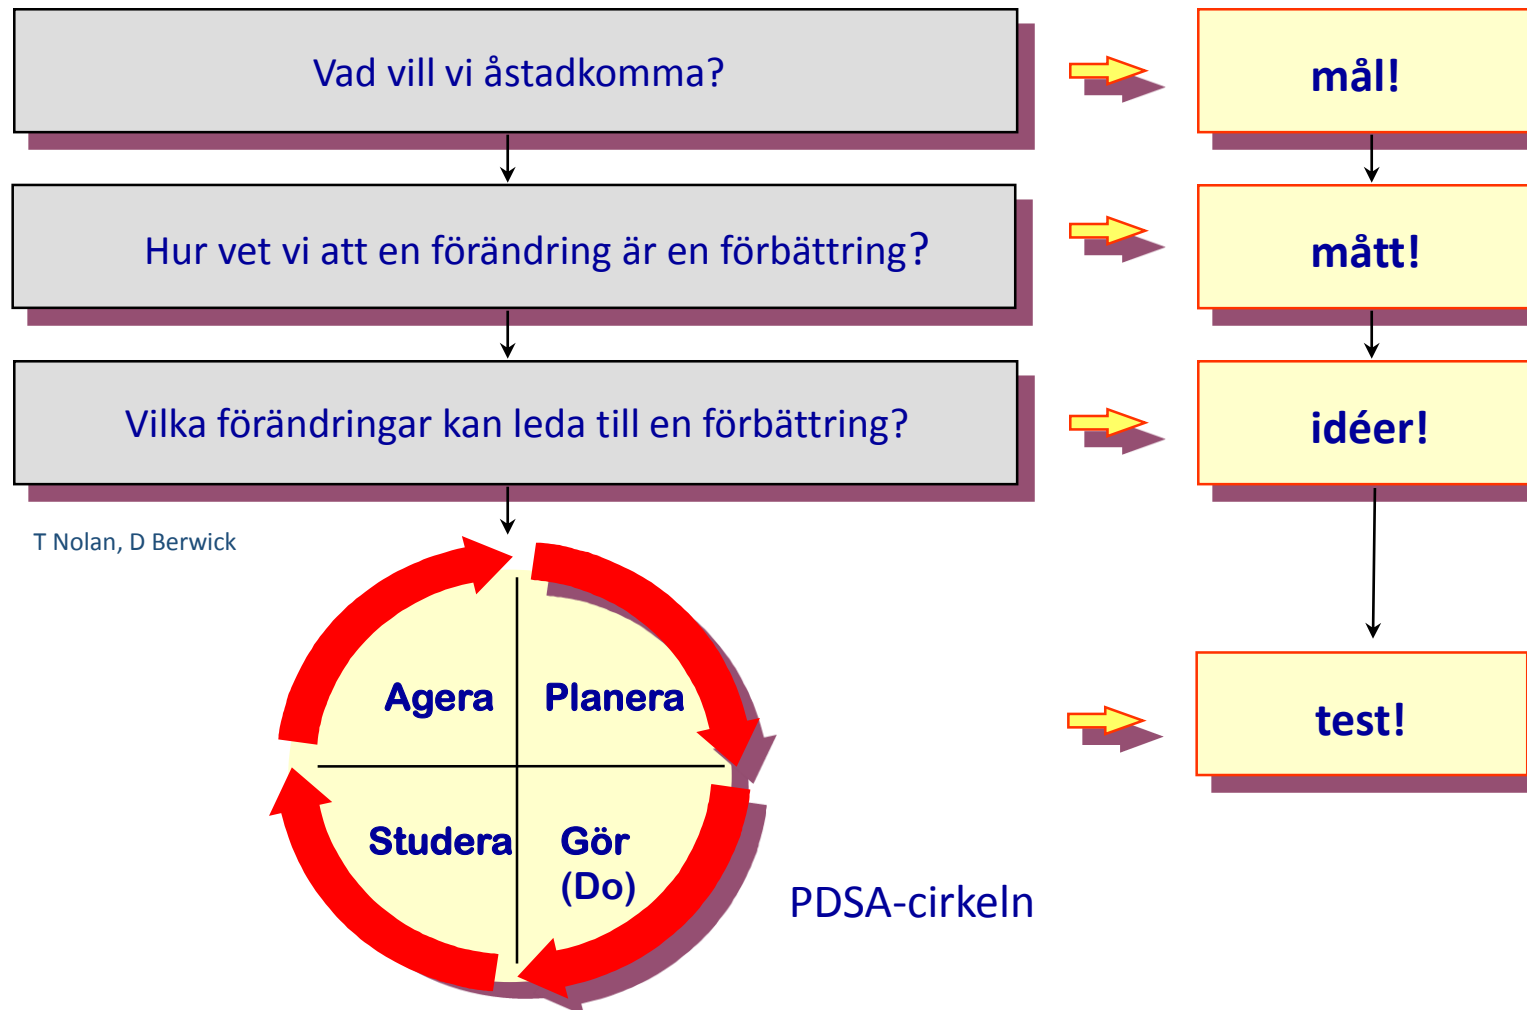 Vad vill vi åstadkomma?
mål!
Hur vet vi att en förändring är en förbättring?
mått!
Vilka förändringar kan leda till en förbättring?
idéer!
T Nolan, D Berwick
Agera
Planera
test!
Studera
Gör
(Do)
PDSA-cirkeln